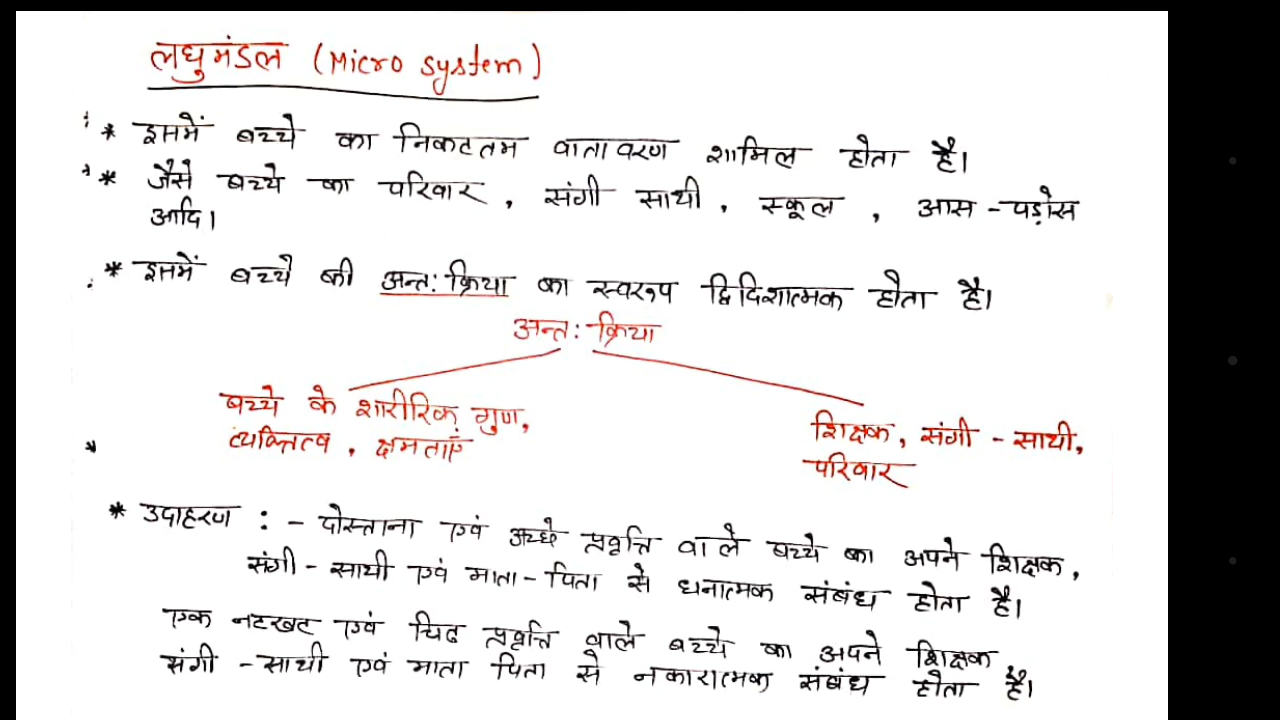 लघुमंडल (Micro system)
* इसमें बच्चे का निकटतम वातावरण शामिल होता है।
* जैसे बच्चे का परिवार, संगी साथी, स्कूल, आस-पड़ोस
आदि।
* इसमें बच्चे की अन्त: क्रिया का स्वरूप द्विदिशात्मक होता है।
अन्त: क्रिया
बच्चे के शारीरिक गुण,
व्यक्तित्व, क्षमताएँ
शिक्षक, संगी-साथी,
परिवार
* उदाहरण :- दोस्ताना एवं अच्छे प्रवृत्ति वाले बच्चे का अपने शिक्षक,
संगी-साथी एवं माता-पिता से धनात्मक संबंध होता है।
एक नटखट एवं चिढ प्रवृत्ति वाले बच्चे का अपने शिक्षक,
संगी-साथी एवं माता पिता से नकारात्मक संबंध होता है।